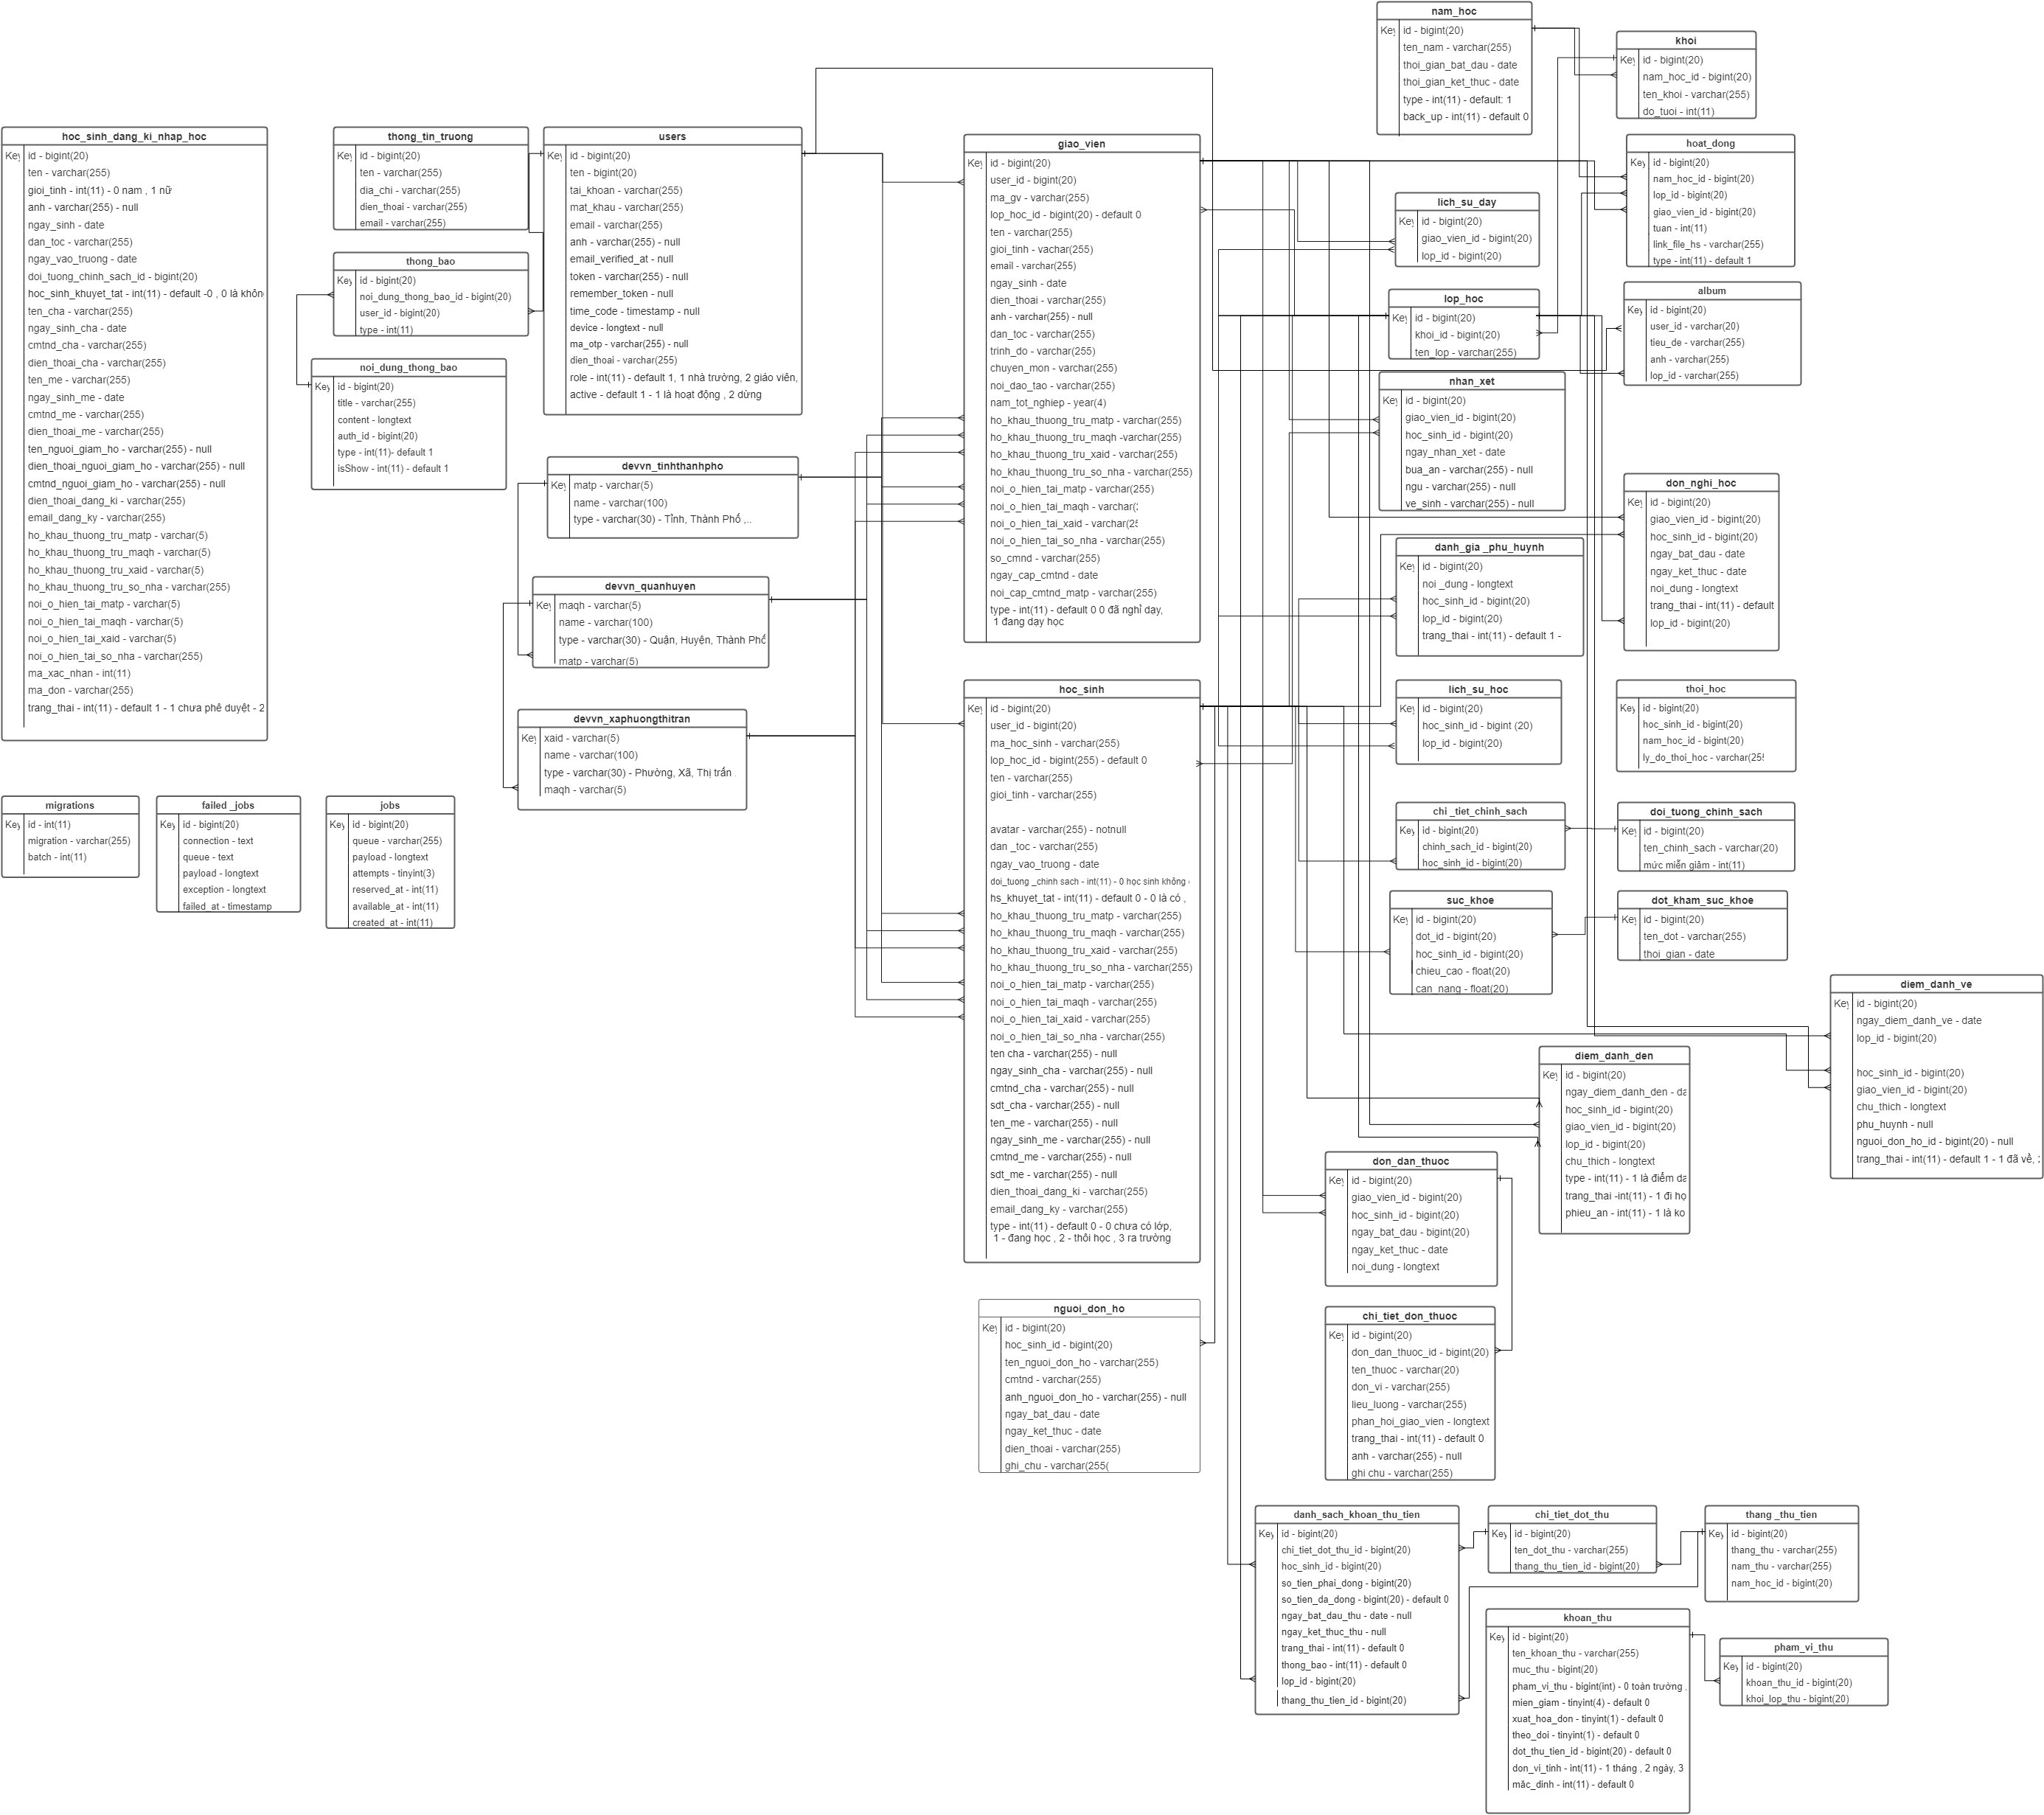 nam_hoc
Key
id - bigint(20)
ten_nam - varchar(255)
thoi_gian_bat_dau - date
thoi_gian_ket_thuc - date
type - int(11) - default: 1
back_up - int(11) - default 0
khoi
Key
id - bigint(20)
nam_hoc_id - bigint(20)
ten_khoi - varchar(255)
do_tuoi - int(11)
hoc_sinh_dang_ki_nhap_hoc
Key
id - bigint(20)
ten - varchar(255)
gioi_tinh - int(11) - 0 nam , 1 nữ
anh - varchar(255) - null
ngay_sinh - date
dan_toc - varchar(255)
ngay_vao_truong - date
doi_tuong_chinh_sach_id - bigint(20)
hoc_sinh_khuyet_tat - int(11) - default -0 , 0 là khôn
ten_cha - varchar(255)
ngay_sinh_cha - date
cmtnd_cha - varchar(255)
dien_thoai_cha - varchar(255)
ten_me - varchar(255)
ngay_sinh_me - date
cmtnd_me - varchar(255)
dien_thoai_me - varchar(255)
ten_nguoi_giam_ho - varchar(255) - null
dien_thoai_nguoi_giam_ho - varchar(255) - null
cmtnd_nguoi_giam_ho - varchar(255) - null
dien_thoai_dang_ki - varchar(255)
email_dang_ky - varchar(255)
ho_khau_thuong_tru_matp - varchar(5)
ho_khau_thuong_tru_maqh - varchar(5)
ho_khau_thuong_tru_xaid - varchar(5)
ho_khau_thuong_tru_so_nha - varchar(255)
noi_o_hien_tai_matp - varchar(5)
noi_o_hien_tai_maqh - varchar(5)
noi_o_hien_tai_xaid - varchar(5)
noi_o_hien_tai_so_nha - varchar(255)
ma_xac_nhan - int(11)
ma_don - varchar(255)
trang_thai - int(11) - default 1 - 1 chưa phê duyệt - 2
thong_tin_truong
Key
id - bigint(20)
ten - varchar(255)
dia_chi - varchar(255)
dien_thoai - varchar(255)
email - varchar(255)
thong_bao
Key
id - bigint(20)
noi_dung_thong_bao_id - bigint(20)
user_id - bigint(20)
type - int(11)
noi_dung_thong_bao
Key
id - bigint(20)
title - varchar(255)
content - longtext
auth_id - bigint(20)
type - int(11)- default 1
isShow - int(11) - default 1
users
Key
id - bigint(20)
ten - bigint(20)
tai_khoan - varchar(255)
mat_khau - varchar(255)
email - varchar(255)
anh - varchar(255) - null
email_verified_at - null
token - varchar(255) - null
remember_token - null
time_code - timestamp - null
device - longtext - null
ma_otp - varchar(255) - null
dien_thoai - varchar(255)
role - int(11) - default 1, 1 nhà trường, 2 giáo viên,
active - default 1 - 1 là hoạt động , 2 dừng
devvn_tinhthanhpho
Key
matp - varchar(5)
name - varchar(100)
type - varchar(30) - Tỉnh, Thành Phố ,..
devvn_quanhuyen
Key
maqh - varchar(5)
name - varchar(100)
type - varchar(30) - Quận, Huyện, Thành Phố
matp - varchar(5)
devvn_xaphuongthitran
Key
xaid - varchar(5)
name - varchar(100)
type - varchar(30) - Phường, Xã, Thị trấn
maqh - varchar(5)
migrations
Key
id - int(11)
migration - varchar(255)
batch - int(11)
failed _jobs
Key
id - bigint(20)
connection - text
queue - text
payload - longtext
exception - longtext
failed_at - timestamp
jobs
Key
id - bigint(20)
queue - varchar(255)
payload - longtext
attempts - tinyint(3)
reserved_at - int(11)
available_at - int(11)
created_at - int(11)
giao_vien
Key
id - bigint(20)
user_id - bigint(20)
ma_gv - varchar(255)
lop_hoc_id - bigint(20) - default 0
ten - varchar(255)
gioi_tinh - vachar(255)
email - varchar(255)
ngay_sinh - date
dien_thoai - varchar(255)
anh - varchar(255) - null
dan_toc - varchar(255)
trinh_do - varchar(255)
chuyen_mon - varchar(255)
noi_dao_tao - varchar(255)
nam_tot_nghiep - year(4)
ho_khau_thuong_tru_matp - varchar(255)
ho_khau_thuong_tru_maqh -varchar(255)
ho_khau_thuong_tru_xaid - varchar(255)
ho_khau_thuong_tru_so_nha - varchar(255)
noi_o_hien_tai_matp - varchar(255)
noi_o_hien_tai_maqh - varchar(
noi_o_hien_tai_xaid - varchar(25
noi_o_hien_tai_so_nha - varchar(255)
so_cmnd - varchar(255)
ngay_cap_cmtnd - date
noi_cap_cmtnd_matp - varchar(255)
type - int(11) - default 0 0 đã nghỉ dạy,
1 đang dạy học
hoc_sinh
Key
id - bigint(20)
user_id - bigint(20)
ma_hoc_sinh - varchar(255)
lop_hoc_id - bigint(255) - default 0
ten - varchar(255)
gioi_tinh - varchar(255)
avatar - varchar(255) - notnull
dan _toc - varchar(255)
ngay_vao_truong - date
doi_tuong _chinh sach - int(11) - 0 học sinh không
hs_khuyet_tat - int(11) - default 0 - 0 là có ,
ho_khau_thuong_tru_matp - varchar(255)
ho_khau_thuong_tru_maqh - varchar(255)
ho_khau_thuong_tru_xaid - varchar(255)
ho_khau_thuong_tru_so_nha - varchar(255)
noi_o_hien_tai_matp - varchar(255)
noi_o_hien_tai_maqh - varchar(255)
noi_o_hien_tai_xaid - varchar(255)
noi_o_hien_tai_so_nha - varchar(255)
ten cha - varchar(255) - null
ngay_sinh_cha - varchar(255) - null
cmtnd_cha - varchar(255) - null
sdt_cha - varchar(255) - null
ten_me - varchar(255) - null
ngay_sinh_me - varchar(255) - null
cmtnd_me - varchar(255) - null
sdt_me - varchar(255) - null
dien_thoai_dang_ki - varchar(255)
email_dang_ky - varchar(255)
type - int(11) - default 0 - 0 chưa có lớp,
1 - đang học , 2 - thôi học , 3 ra trường
nguoi_don_ho
Key
id - bigint(20)
hoc_sinh_id - bigint(20)
ten_nguoi_don_ho - varchar(255)
cmtnd - varchar(255)
anh_nguoi_don_ho - varchar(255) - null
ngay_bat_dau - date
ngay_ket_thuc - date
dien_thoai - varchar(255)
ghi_chu - varchar(255(
hoat_dong
Key
id - bigint(20)
nam_hoc_id - bigint(20)
lop_id - bigint(20)
giao_vien_id - bigint(20)
tuan - int(11)
link_file_hs - varchar(255)
type - int(11) - default 1
lich_su_day
Key
id - bigint(20)
giao_vien_id - bigint(20)
lop_id - bigint(20)
lop_hoc
Key
id - bigint(20)
khoi_id - bigint(20)
ten_lop - varchar(255)
album
Key
id - bigint(20)
user_id - varchar(20)
tieu_de - varchar(255)
anh - varchar(255)
lop_id - varchar(255)
nhan_xet
Key
id - bigint(20)
giao_vien_id - bigint(20)
hoc_sinh_id - bigint(20)
ngay_nhan_xet - date
bua_an - varchar(255) - null
ngu - varchar(255) - null
ve_sinh - varchar(255) - null
don_nghi_hoc
Key
id - bigint(20)
giao_vien_id - bigint(20)
hoc_sinh_id - bigint(20)
ngay_bat_dau - date
ngay_ket_thuc - date
noi_dung - longtext
trang_thai - int(11) - default
lop_id - bigint(20)
danh_gia _phu_huynh
Key
id - bigint(20)
noi _dung - longtext
hoc_sinh_id - bigint(20)
lop_id - bigint(20)
trang_thai - int(11) - default 1 -
lich_su_hoc
Key
id - bigint(20)
hoc_sinh_id - bigint (20)
lop_id - bigint(20)
thoi_hoc
Key
id - bigint(20)
hoc_sinh_id - bigint(20)
nam_hoc_id - bigint(20)
ly_do_thoi_hoc - varchar(25
chi _tiet_chinh_sach
Key
id - bigint(20)
chinh_sach_id - bigint(20)
hoc_sinh_id - bigint(20)
doi_tuong_chinh_sach
Key
id - bigint(20)
ten_chinh_sach - varchar(20)
mức miễn giảm - int(11)
suc_khoe
Key
id - bigint(20)
dot_id - bigint(20)
hoc_sinh_id - bigint(20)
chieu_cao - float(20)
can_nang - float(20)
dot_kham_suc_khoe
Key
id - bigint(20)
ten_dot - varchar(255)
thoi_gian - date
diem_danh_ve
Key
id - bigint(20)
ngay_diem_danh_ve - date
lop_id - bigint(20)
hoc_sinh_id - bigint(20)
giao_vien_id - bigint(20)
chu_thich - longtext
phu_huynh - null
nguoi_don_ho_id - bigint(20) - null
trang_thai - int(11) - default 1 - 1 đã về,
diem_danh_den
Key
id - bigint(20)
ngay_diem_danh_den - da
hoc_sinh_id - bigint(20)
giao_vien_id - bigint(20)
lop_id - bigint(20)
chu_thich - longtext
type - int(11) - 1 là điểm da
trang_thai -int(11) - 1 đi họ
phieu_an - int(11) - 1 là ko
don_dan_thuoc
Key
id - bigint(20)
giao_vien_id - bigint(20)
hoc_sinh_id - bigint(20)
ngay_bat_dau - bigint(20)
ngay_ket_thuc - date
noi_dung - longtext
chi_tiet_don_thuoc
Key
id - bigint(20)
don_dan_thuoc_id - bigint(20)
ten_thuoc - varchar(20)
don_vi - varchar(255)
lieu_luong - varchar(255)
phan_hoi_giao_vien - longtext
trang_thai - int(11) - default 0
anh - varchar(255) - null
ghi chu - varchar(255)
danh_sach_khoan_thu_tien
Key
id - bigint(20)
chi_tiet_dot_thu_id - bigint(20)
hoc_sinh_id - bigint(20)
so_tien_phai_dong - bigint(20)
so_tien_da_dong - bigint(20) - default 0
ngay_bat_dau_thu - date - null
ngay_ket_thuc_thu - null
trang_thai - int(11) - default 0
thong_bao - int(11) - default 0
lop_id - bigint(20)
thang_thu_tien_id - bigint(20)
chi_tiet_dot_thu
Key
id - bigint(20)
ten_dot_thu - varchar(255)
thang_thu_tien_id - bigint(20)
thang _thu_tien
Key
id - bigint(20)
thang_thu - varchar(255)
nam_thu - varchar(255)
nam_hoc_id - bigint(20)
khoan_thu
Key
id - bigint(20)
ten_khoan_thu - varchar(255)
muc_thu - bigint(20)
pham_vi_thu - bigint(int) - 0 toàn trường ,
mien_giam - tinyint(4) - default 0
xuat_hoa_don - tinyint(1) - default 0
theo_doi - tinyint(1) - default 0
dot_thu_tien_id - bigint(20) - default 0
don_vi_tinh - int(11) - 1 tháng , 2 ngày, 3
mặc_dinh - int(11) - default 0
pham_vi_thu
Key
id - bigint(20)
khoan_thu_id - bigint(20)
khoi_lop_thu - bigint(20)